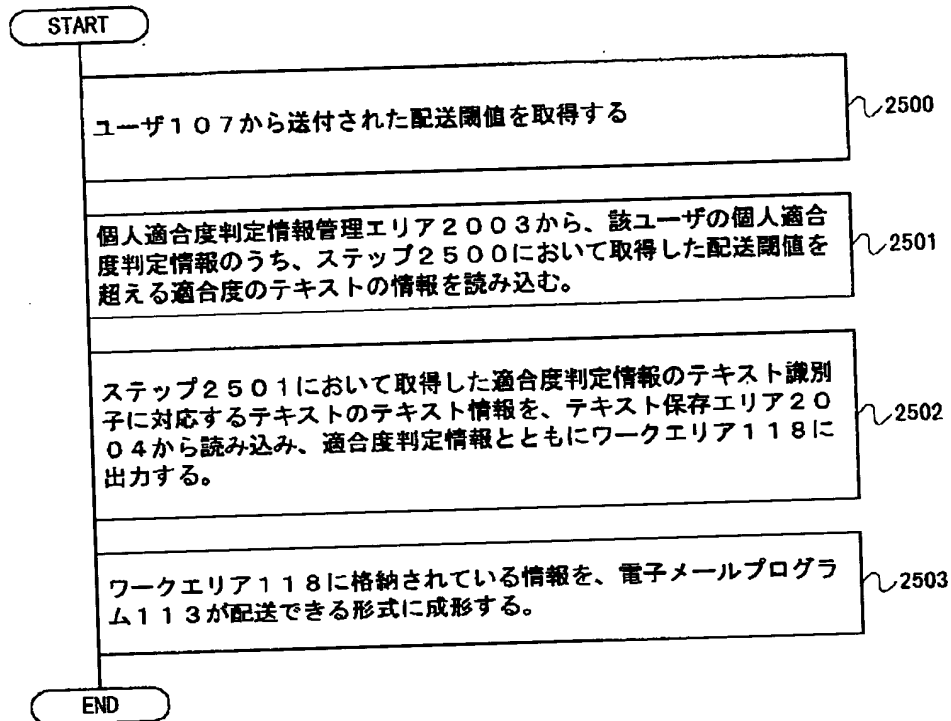 START
ユーザ107から送付された配送閾値を取得する
2500
個人適合度判定情報管理エリア2003から、該ユーザの個人適合
度判定情報のうち、ステップ2500において取得した配送閾値を
超える適合度のテキストの情報を読み込む。
2501
ステップ2501において取得した適合度判定情報のテキスト識別
子に対応するテキストのテキスト情報を、テキスト保存エリア20
04から読み込み、適合度判定情報とともにワークエリア118に
出力する。
2502
ワークエリア118に格納されている情報を、電子メールプログラ
ム113が配送できる形式に成形する。
2503
END